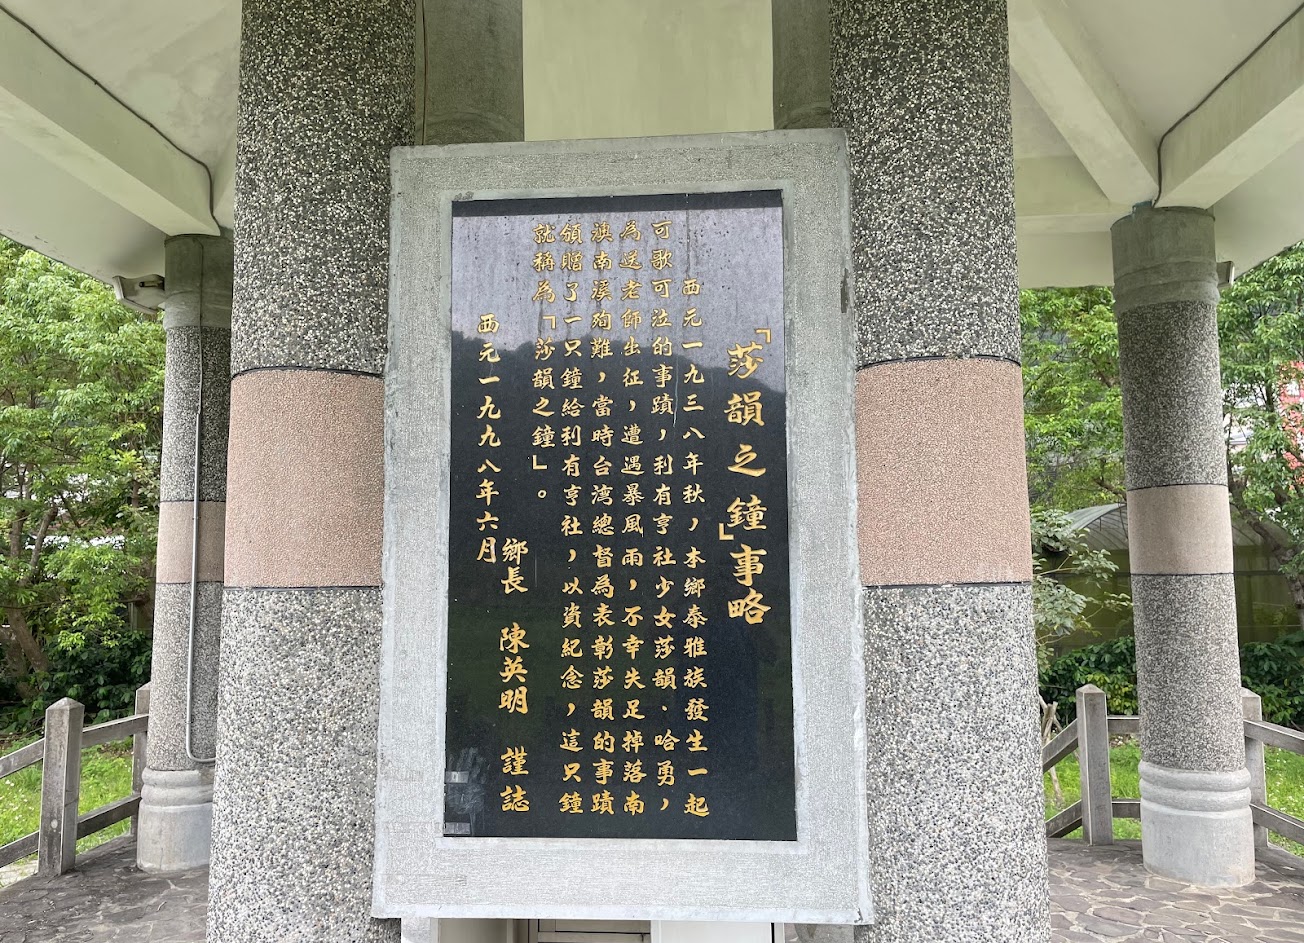 「莎韻之鐘」事略
西元一九三八年秋，本鄉泰雅族發生一起
可歌可泣的事蹟，利有亨社少女莎韻．哈勇，
為送老師出征，遭遇暴風雨，不幸失足掉落南
澳南溪殉難，當時台灣總督為表彰莎韻的事蹟
頒贈了一只鐘給利有亨社，以資紀念，這只鐘
就稱為「莎韻之鐘」。
鄉長 陳英明 謹誌
西元一九九八年六月